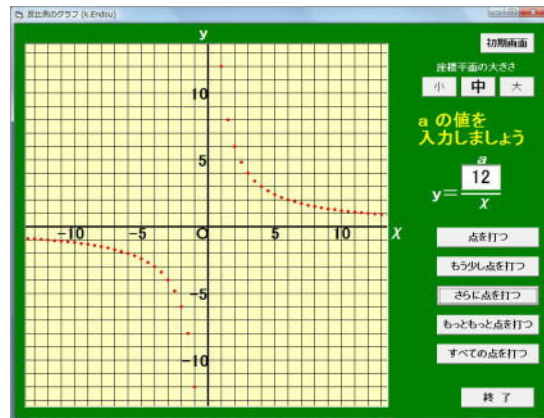 反比例のグラフ (k.Endou)
y
初期画面
座標平面の大きさ
小 中 大
a の値を
入力しましょう
a
y＝ 12
x
10
5
-10 -5 O 5 10 x
-5
-10
点を打つ
もう少し点を打つ
さらに点を打つ
もっともっと点を打つ
すべての点を打つ
終 了